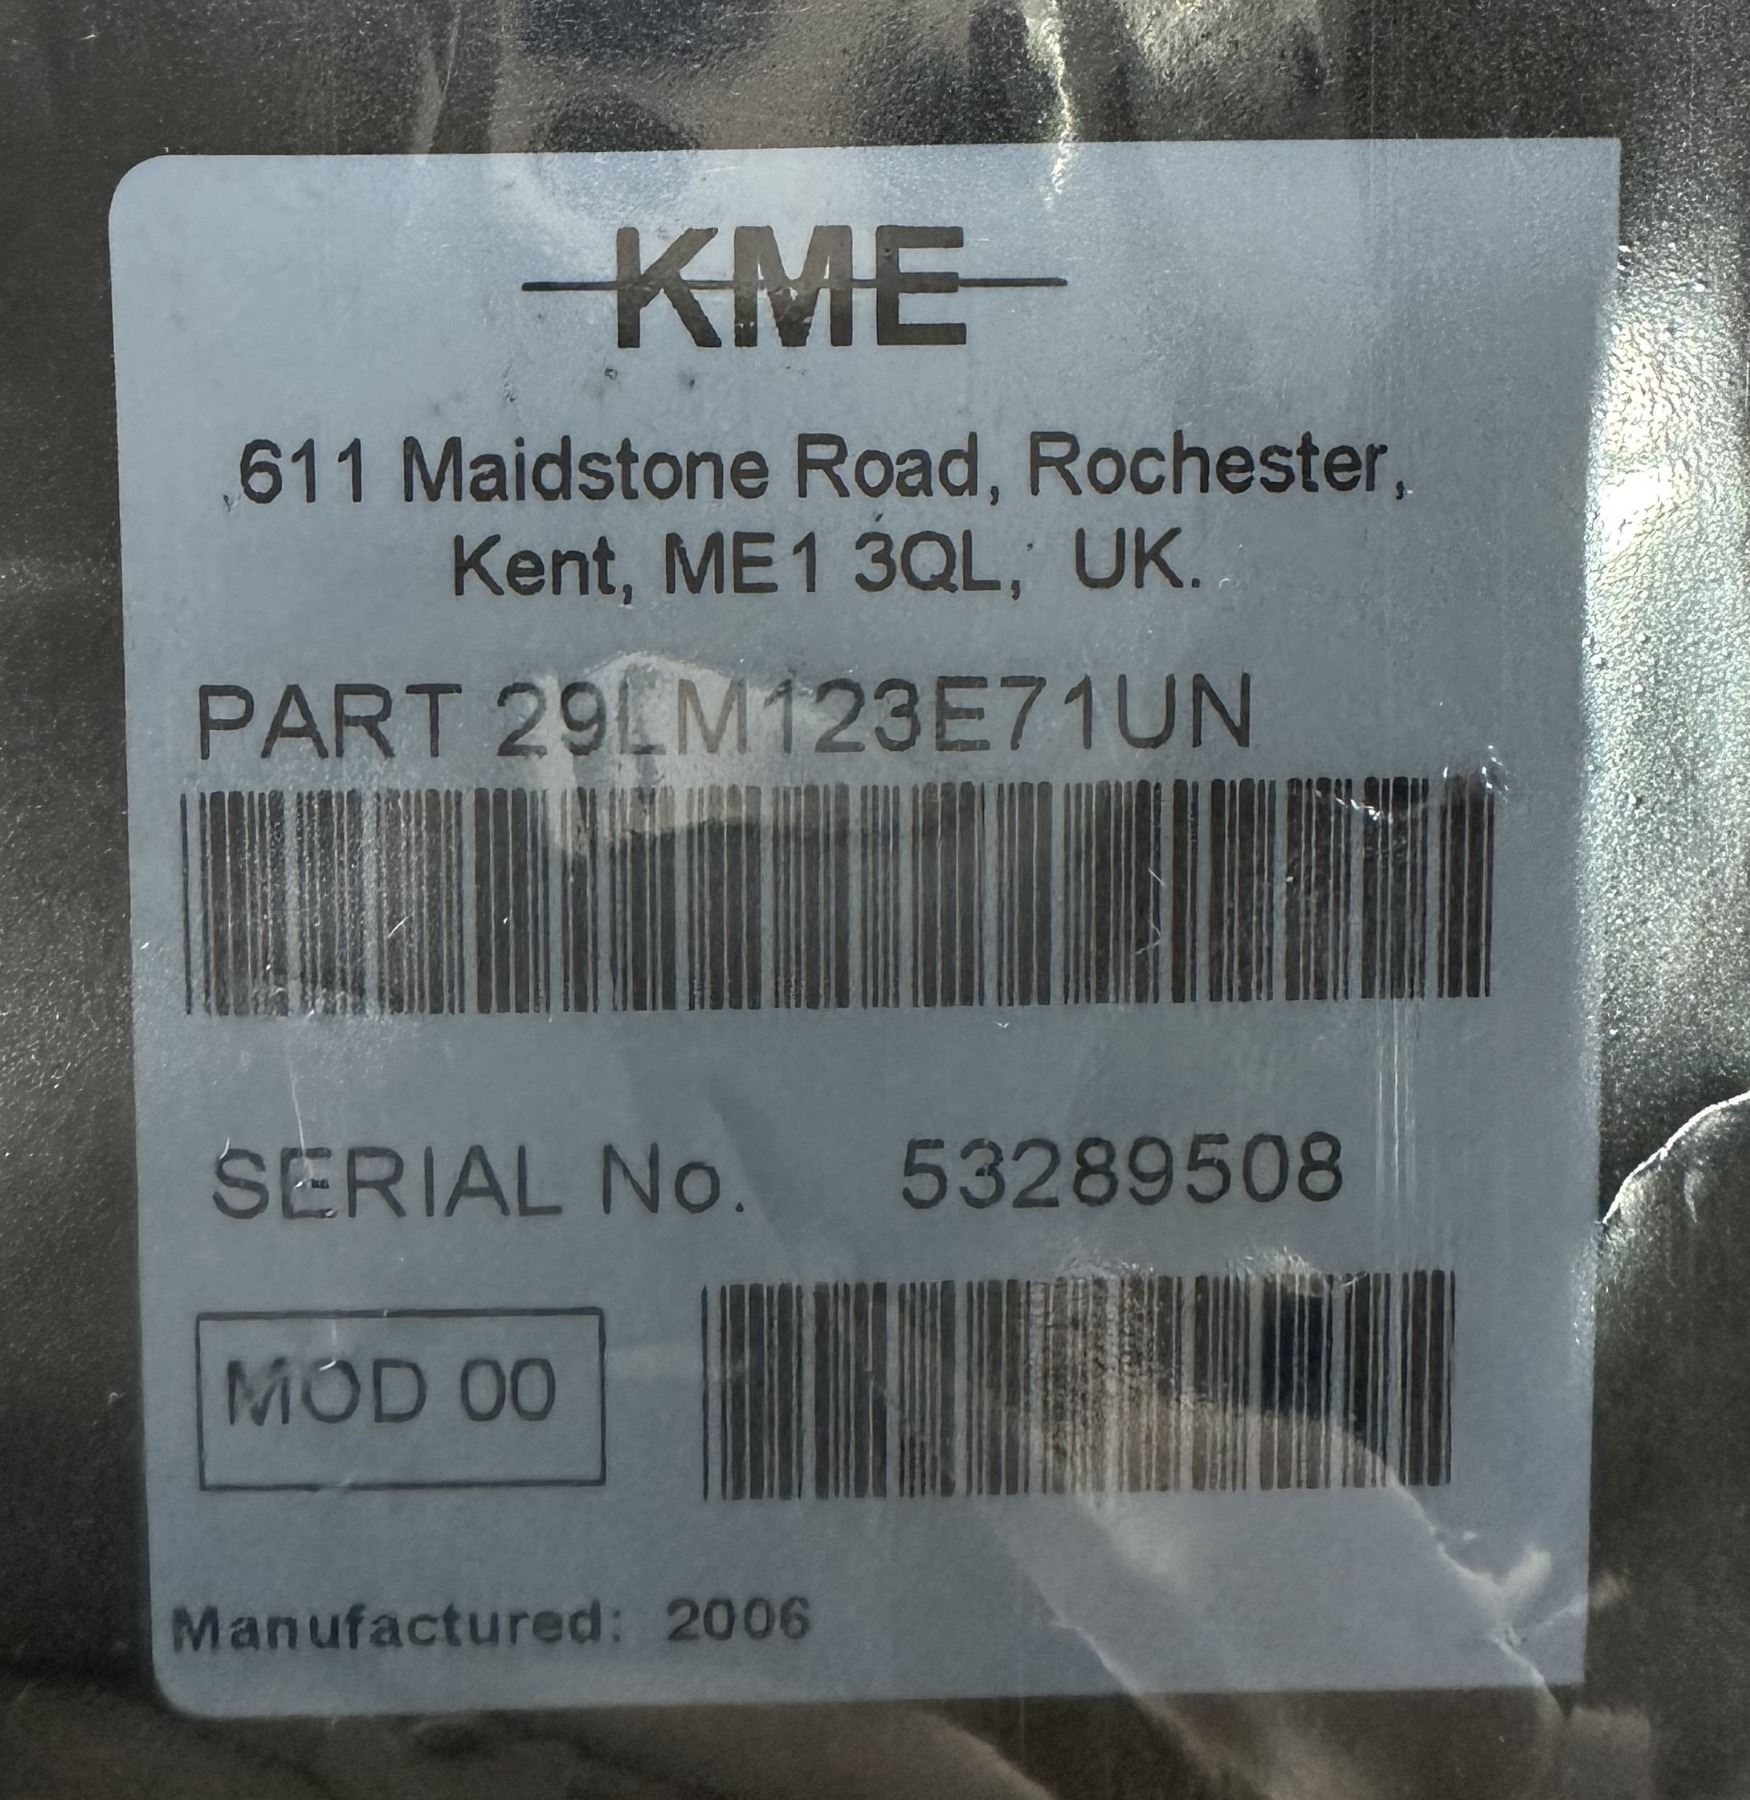 KME
611 Maidstone Road, Rochester,
Kent, ME1 3QL, UK.
PART 29LM123E71UN
SERIAL No. 53289508
MOD 00
Manufactured: 2006